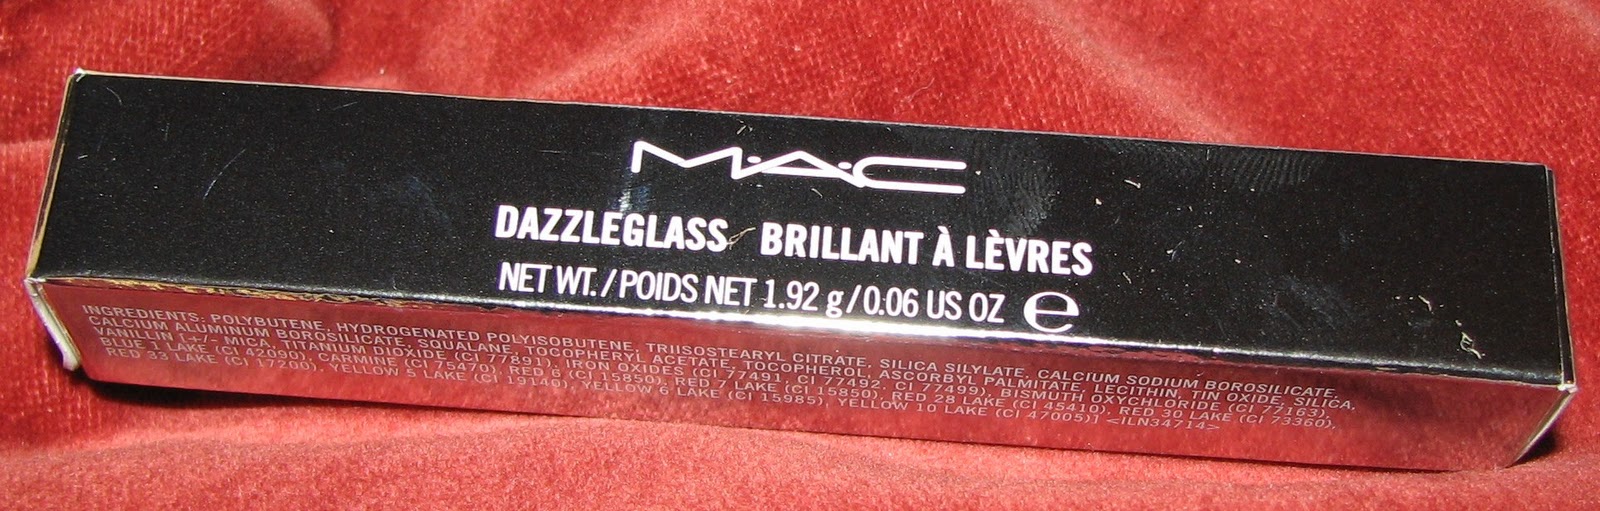 M·A·C
DAZZLEGLASS BRILLANT À LÈVRES
NET WT./POIDS NET 1.92 g/0.06 US OZ ℮
INGREDIENTS: POLYBUTENE, HYDROGENATED POLYISOBUTENE, TRIISOSTEARYL CITRATE, SILICA SILYLATE, CALCIUM SODIUM BOROSILICATE,
CALCIUM ALUMINUM BOROSILICATE, SQUALANE, TOCOPHERYL ACETATE, TOCOPHEROL, ASCORBYL PALMITATE, LECITHIN, TIN OXIDE, SILICA,
VANILLIN [+/- MICA, TITANIUM DIOXIDE (CI 77891), IRON OXIDES (CI 77491, CI 77492, CI 77499), BISMUTH OXYCHLORIDE (CI 77163),
BLUE 1 LAKE (CI 42090), CARMINE (CI 75470), RED 6 (CI 15850), RED 7 LAKE (CI 15850), RED 28 LAKE (CI 45410), RED 30 LAKE (CI 73360),
RED 33 LAKE (CI 17200), YELLOW 5 LAKE (CI 19140), YELLOW 6 LAKE (CI 15985), YELLOW 10 LAKE (CI 47005)] <ILN34714>